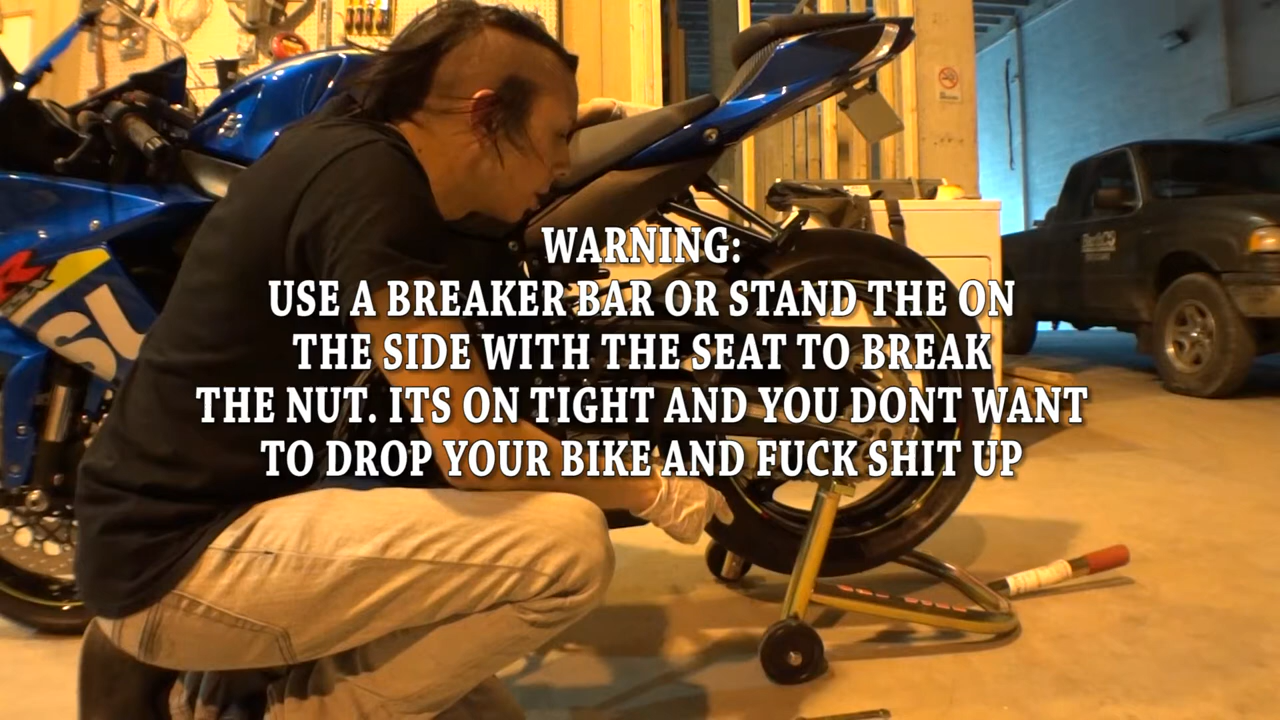 WARNING:
USE A BREAKER BAR OR STAND THE ON
THE SIDE WITH THE SEAT TO BREAK
THE NUT. ITS ON TIGHT AND YOU DONT WANT
TO DROP YOUR BIKE AND FUCK SHIT UP